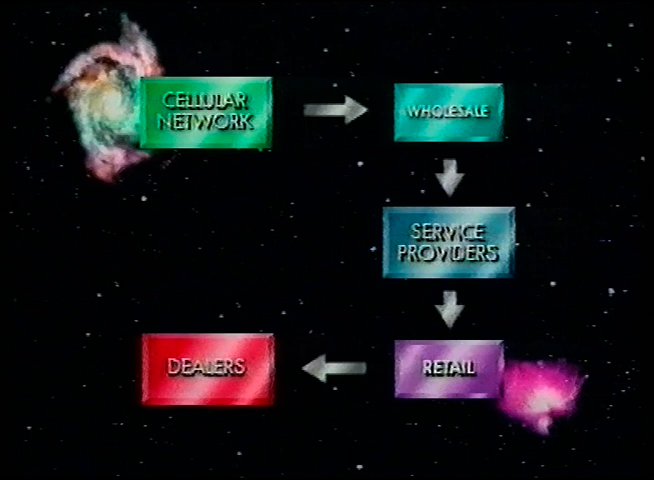 CELLULAR
NETWORK
WHOLESALE
SERVICE
PROVIDERS
RETAIL
DEALERS